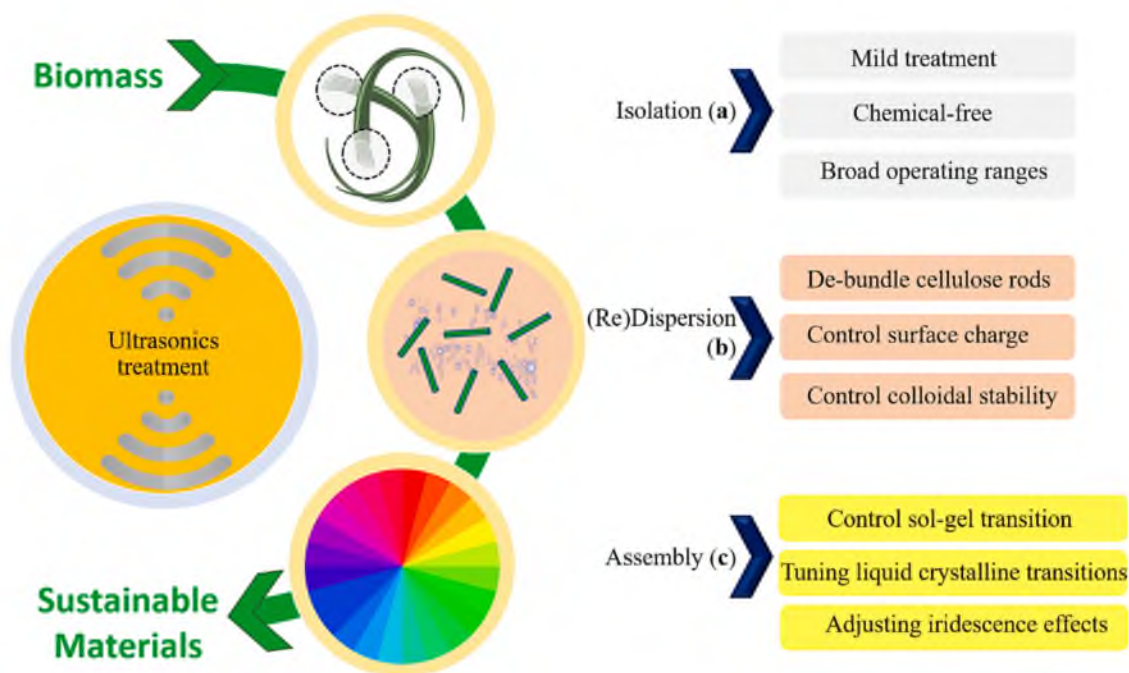 Biomass
Ultrasonics
treatment
Sustainable
Materials
Isolation (a)
Mild treatment
Chemical-free
Broad operating ranges
(Re)Dispersion
(b)
De-bundle cellulose rods
Control surface charge
Control colloidal stability
Assembly (c)
Control sol-gel transition
Tuning liquid crystalline transitions
Adjusting iridescence effects